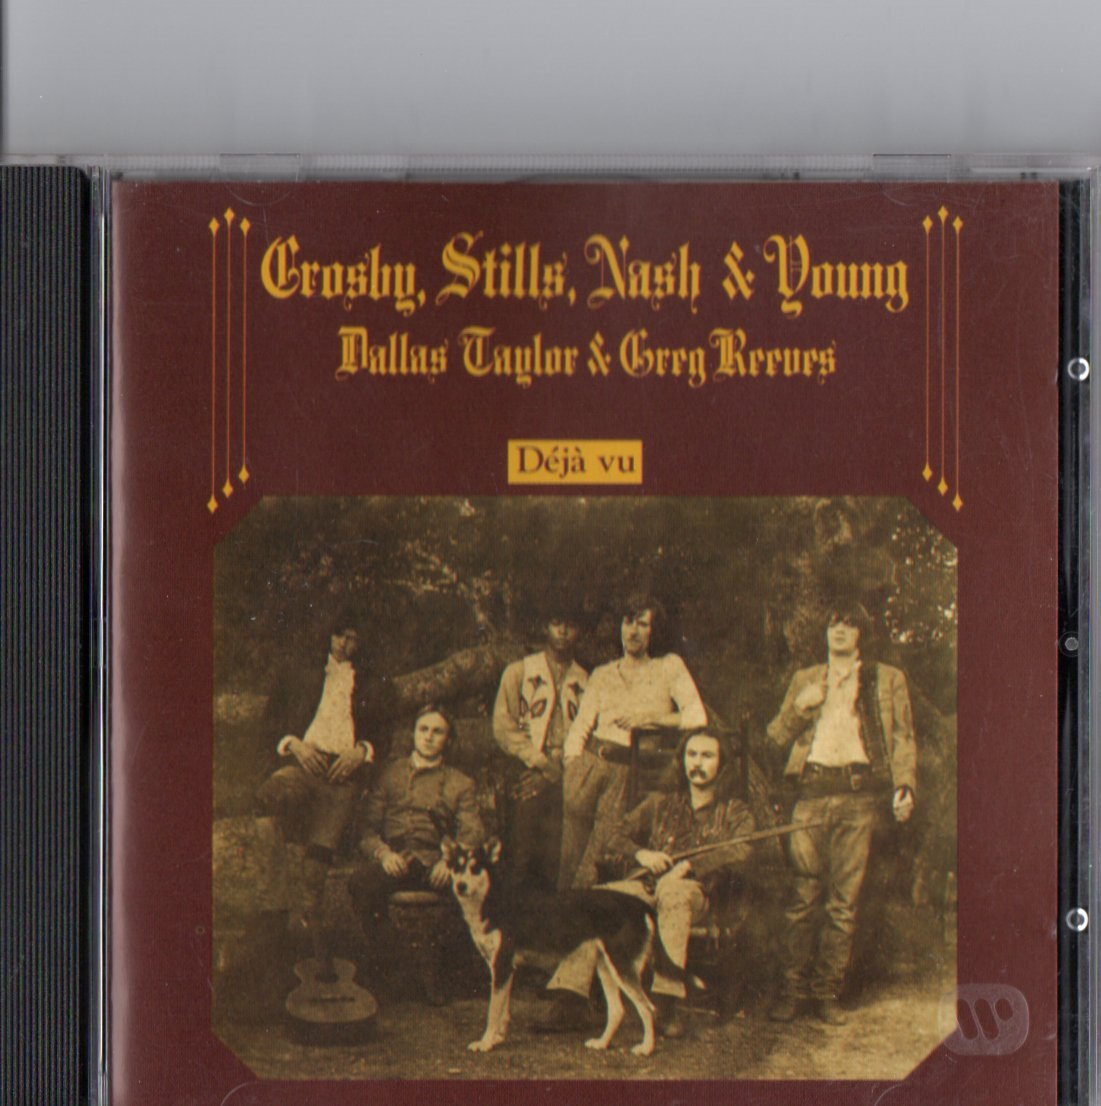 Crosby, Stills, Nash & Young
Dallas Taylor & Greg Reeves
Déjà vu